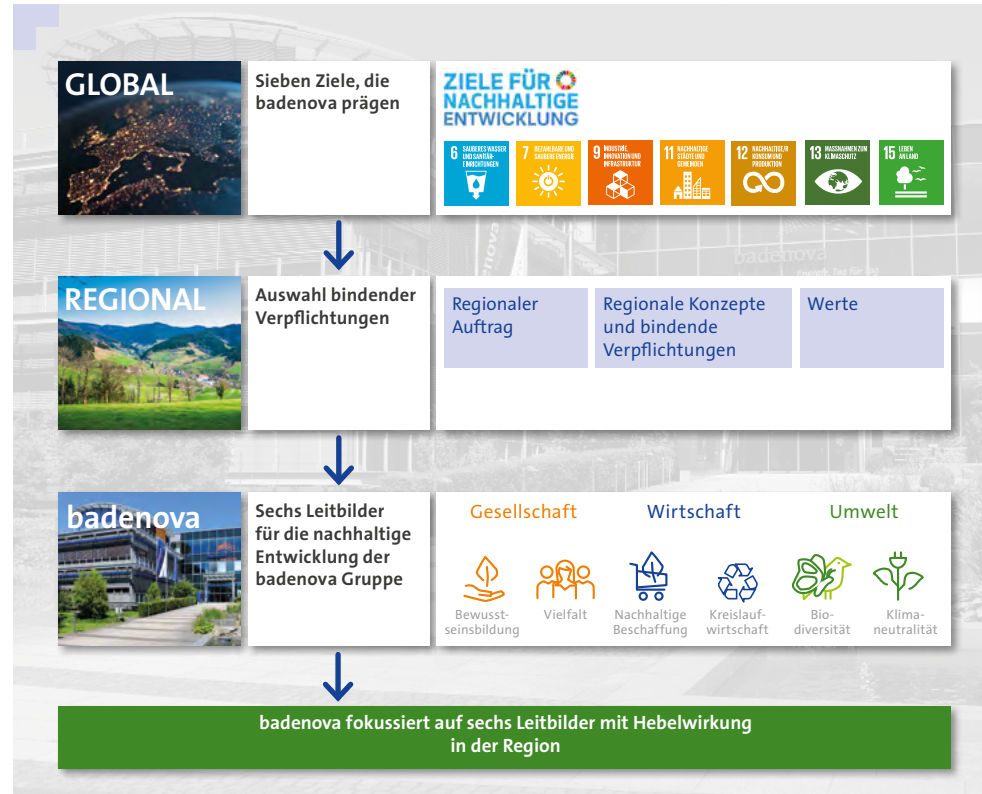 GLOBAL
Sieben Ziele, die
badenova prägen
ZIELE FÜR
NACHHALTIGE
ENTWICKLUNG
6 SAUBERES WASSER
UND SANITÄR-
EINRICHTUNGEN
7 BEZAHLBARE UND
SAUBERE ENERGIE
9 INDUSTRIE,
INNOVATION UND
INFRASTRUKTUR
11 NACHHALTIGE
STÄDTE UND
GEMEINDEN
12 NACHHALTIGE/R
KONSUM UND
PRODUKTION
13 MASSNAHMEN ZUM
KLIMASCHUTZ
15 LEBEN
AN LAND
badenova
REGIONAL
Auswahl bindender
Verpflichtungen
Regionaler
Auftrag
Regionale Konzepte
und bindende
Verpflichtungen
Werte
badenova
Sechs Leitbilder
für die nachhaltige
Entwicklung der
badenova Gruppe
Gesellschaft
Wirtschaft
Umwelt
Bewusst-
seinsbildung
Vielfalt
Nachhaltige
Beschaffung
Kreislauf-
wirtschaft
Bio-
diversität
Klima-
neutralität
badenova fokussiert auf sechs Leitbilder mit Hebelwirkung
in der Region